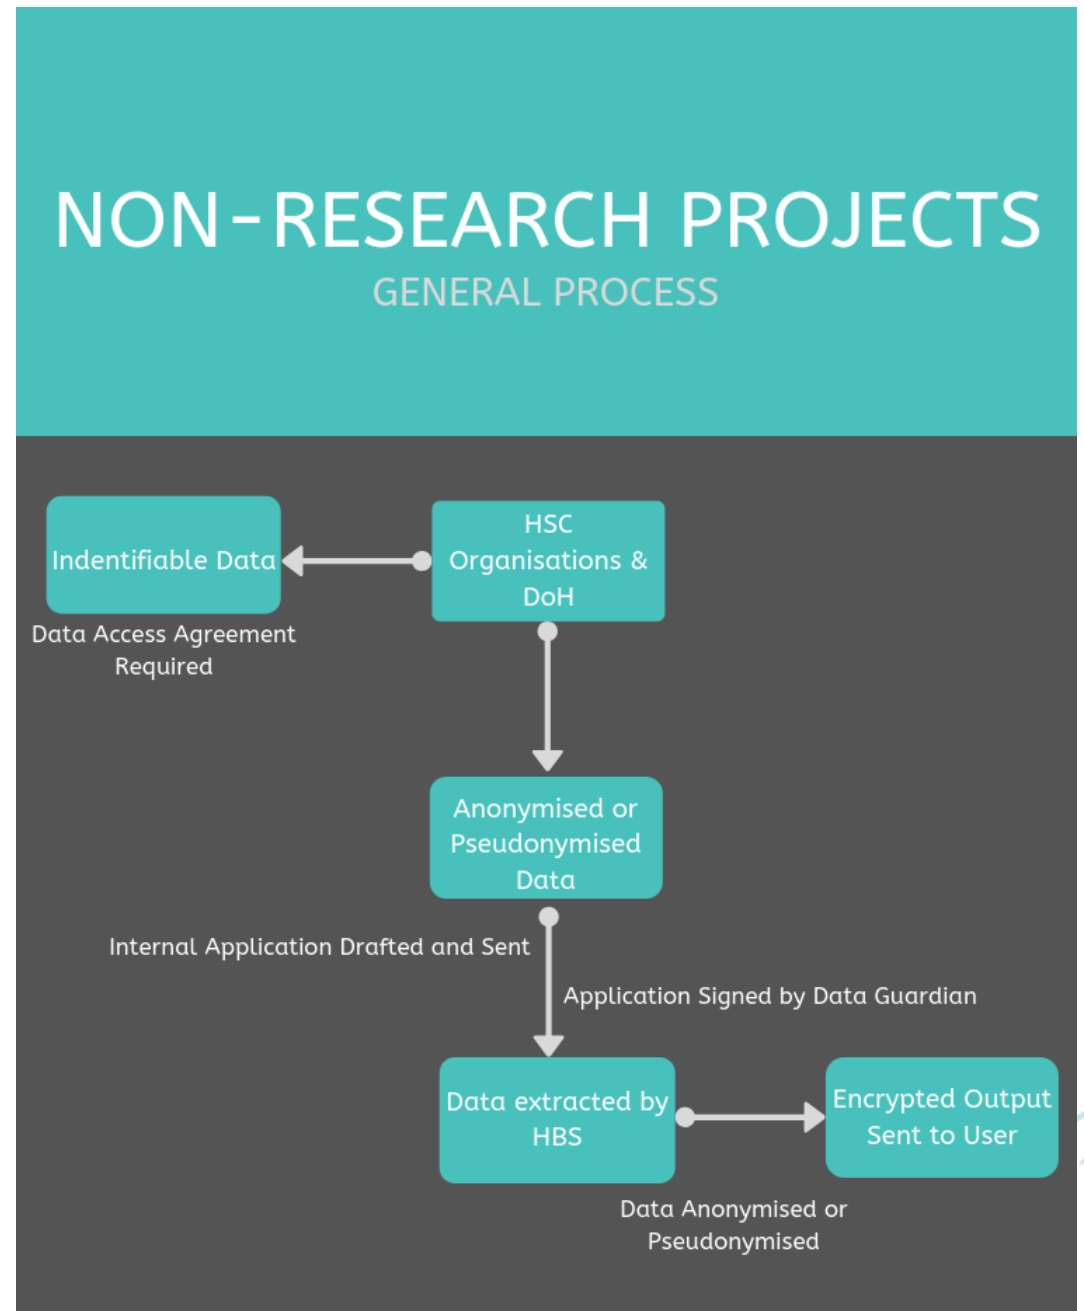 NON-RESEARCH PROJECTS
GENERAL PROCESS
Indentifiable Data
Data Access Agreement
Required
HSC
Organisations &
DoH
Anonymised or
Pseudonymised
Data
Internal Application Drafted and Sent
Application Signed by Data Guardian
Data extracted by
HBS
Encrypted Output
Sent to User
Data Anonymised or
Pseudonymised